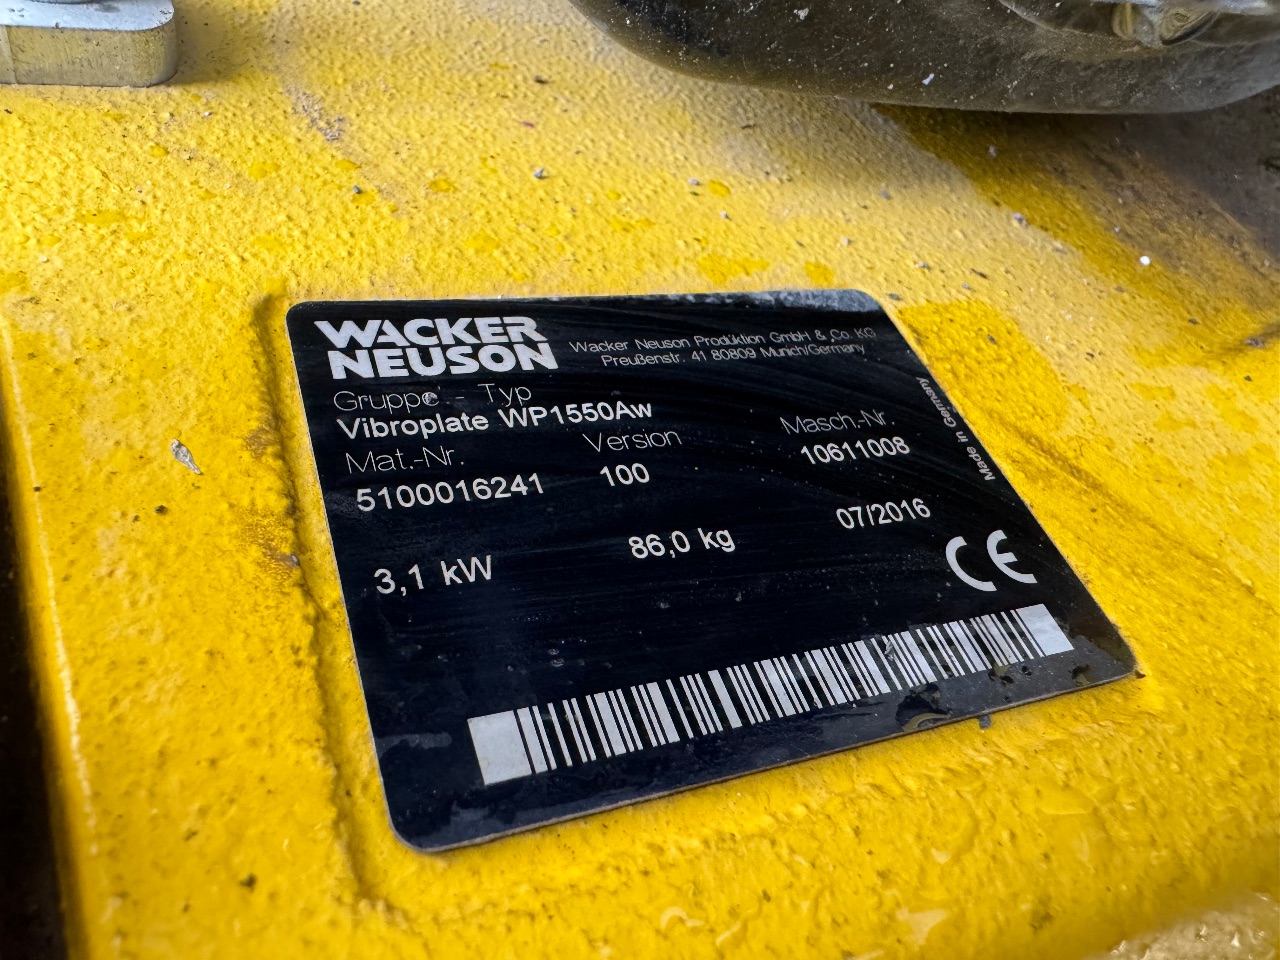 WACKER
NEUSON
Wacker Neuson Produktion GmbH & Co. KG
Preußenstr. 41 80809 Munich/Germany
Gruppe - Typ
Vibroplate WP1550Aw
Mat.-Nr.
Version
Masch.-Nr.
5100016241
100
10611008
3,1 kW
86,0 kg
07/2016
Made in Germany
CE